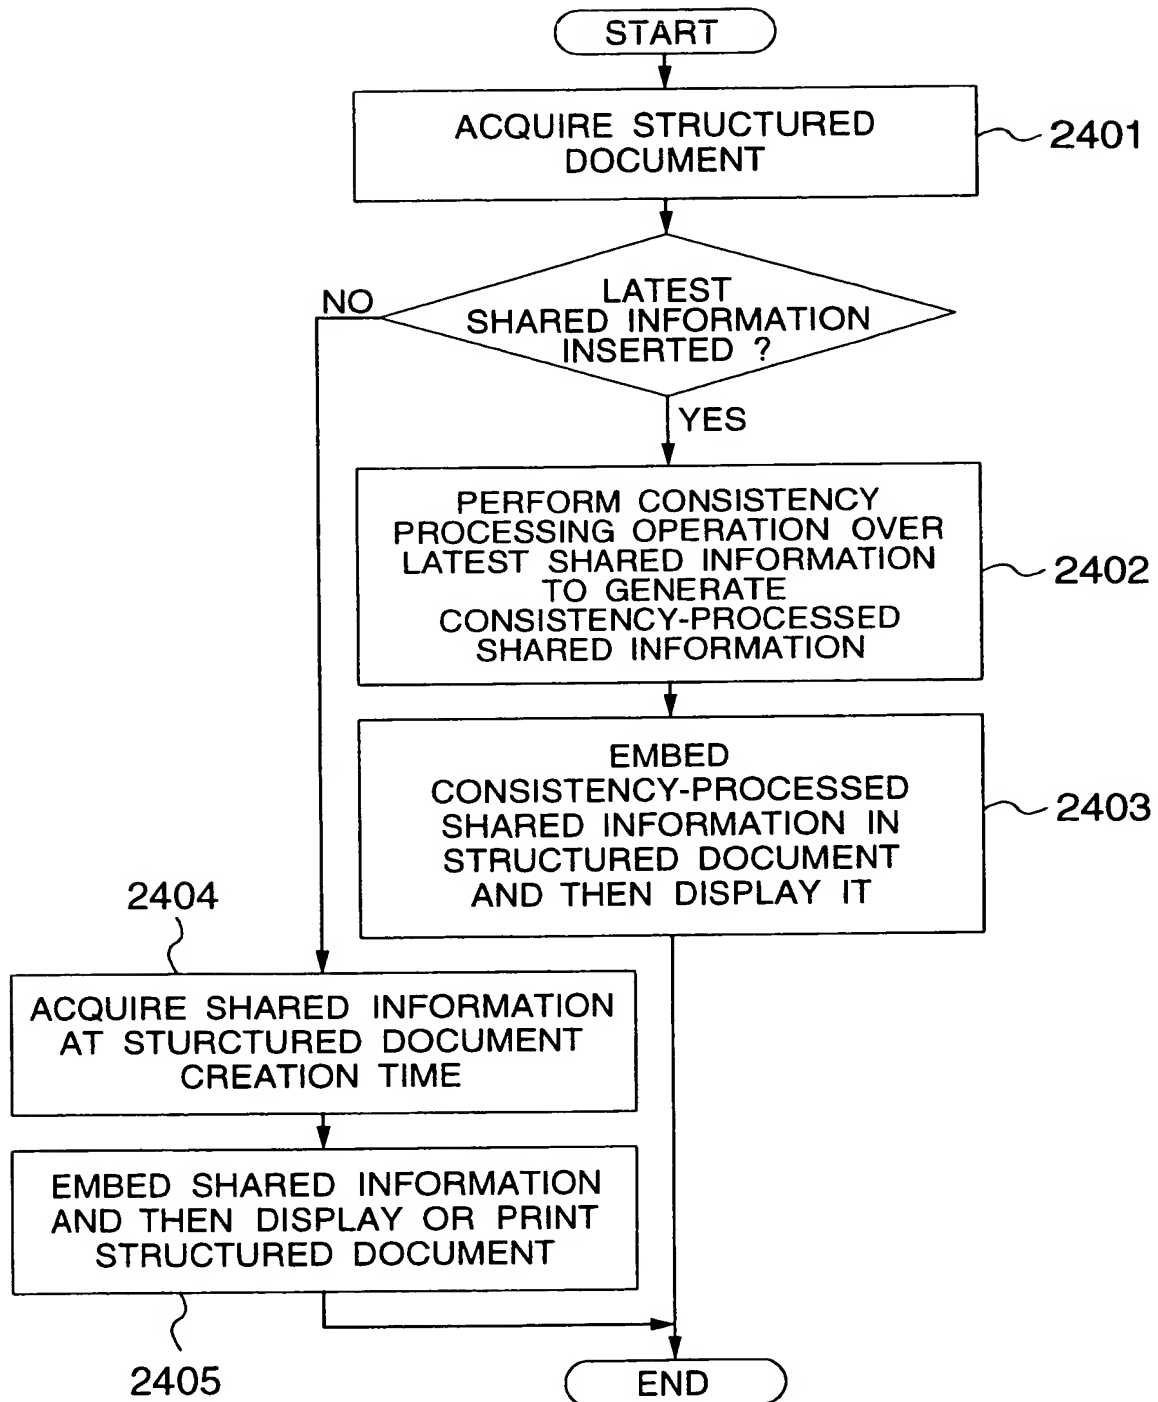 START
ACQUIRE STRUCTURED
DOCUMENT
2401
LATEST
SHARED INFORMATION
INSERTED ?
NO
YES
PERFORM CONSISTENCY
PROCESSING OPERATION OVER
LATEST SHARED INFORMATION
TO GENERATE
CONSISTENCY-PROCESSED
SHARED INFORMATION
2402
EMBED
CONSISTENCY-PROCESSED
SHARED INFORMATION IN
STRUCTURED DOCUMENT
AND THEN DISPLAY IT
2403
2404
ACQUIRE SHARED INFORMATION
AT STURCTURED DOCUMENT
CREATION TIME
EMBED SHARED INFORMATION
AND THEN DISPLAY OR PRINT
STRUCTURED DOCUMENT
2405
END